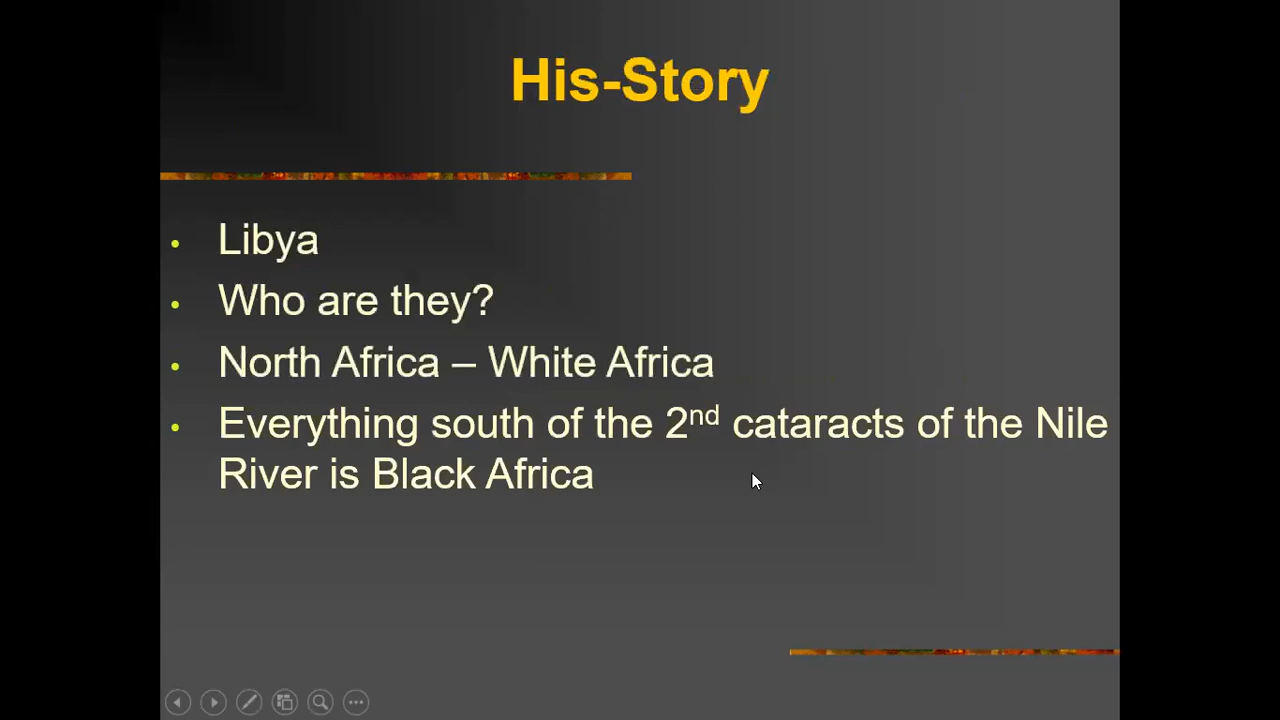 His-Story
• Libya
• Who are they?
• North Africa – White Africa
• Everything south of the 2nd cataracts of the Nile
River is Black Africa